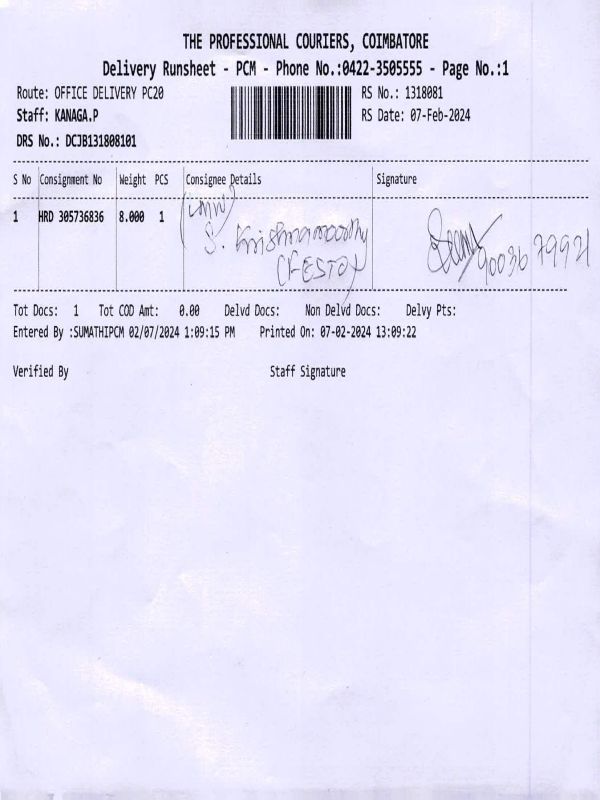 THE PROFESSIONAL COURIERS, COIMBATORE
Delivery Runsheet - PCM - Phone No.:0422-3505555 - Page No.:1
Route: OFFICE DELIVERY PC20 RS No.: 1318081
Staff: KANAGA.P RS Date: 07-Feb-2024
DRS No.: DCJB131808101
S No Consignment No Weight PCS Consignee Details Signature
1 HRD 305736836 8.000 1
S. Krishnamoorthy
90036 79921
Tot Docs: 1 Tot COD Amt: 0.00 Delvd Docs: Non Delvd Docs: Delvy Pts:
Entered By :SUMATHIPCM 02/07/2024 1:09:15 PM Printed On: 07-02-2024 13:09:22
Verified By Staff Signature